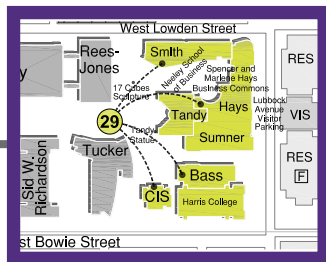 West Lowden Street
Rees-
Jones
Smith
RES
y
Neeley School
of Business
Spencer and
Marlene Hays
Business Commons
17 Cubes
Sculpture
29
Tandy
Hays
Lubbock
Avenue
Visitor
Parking
VIS
Tandy
Statue
Sumner
Tucker
RES
F
Sid W.
Richardson
Bass
CIS
Harris College
st Bowie Street